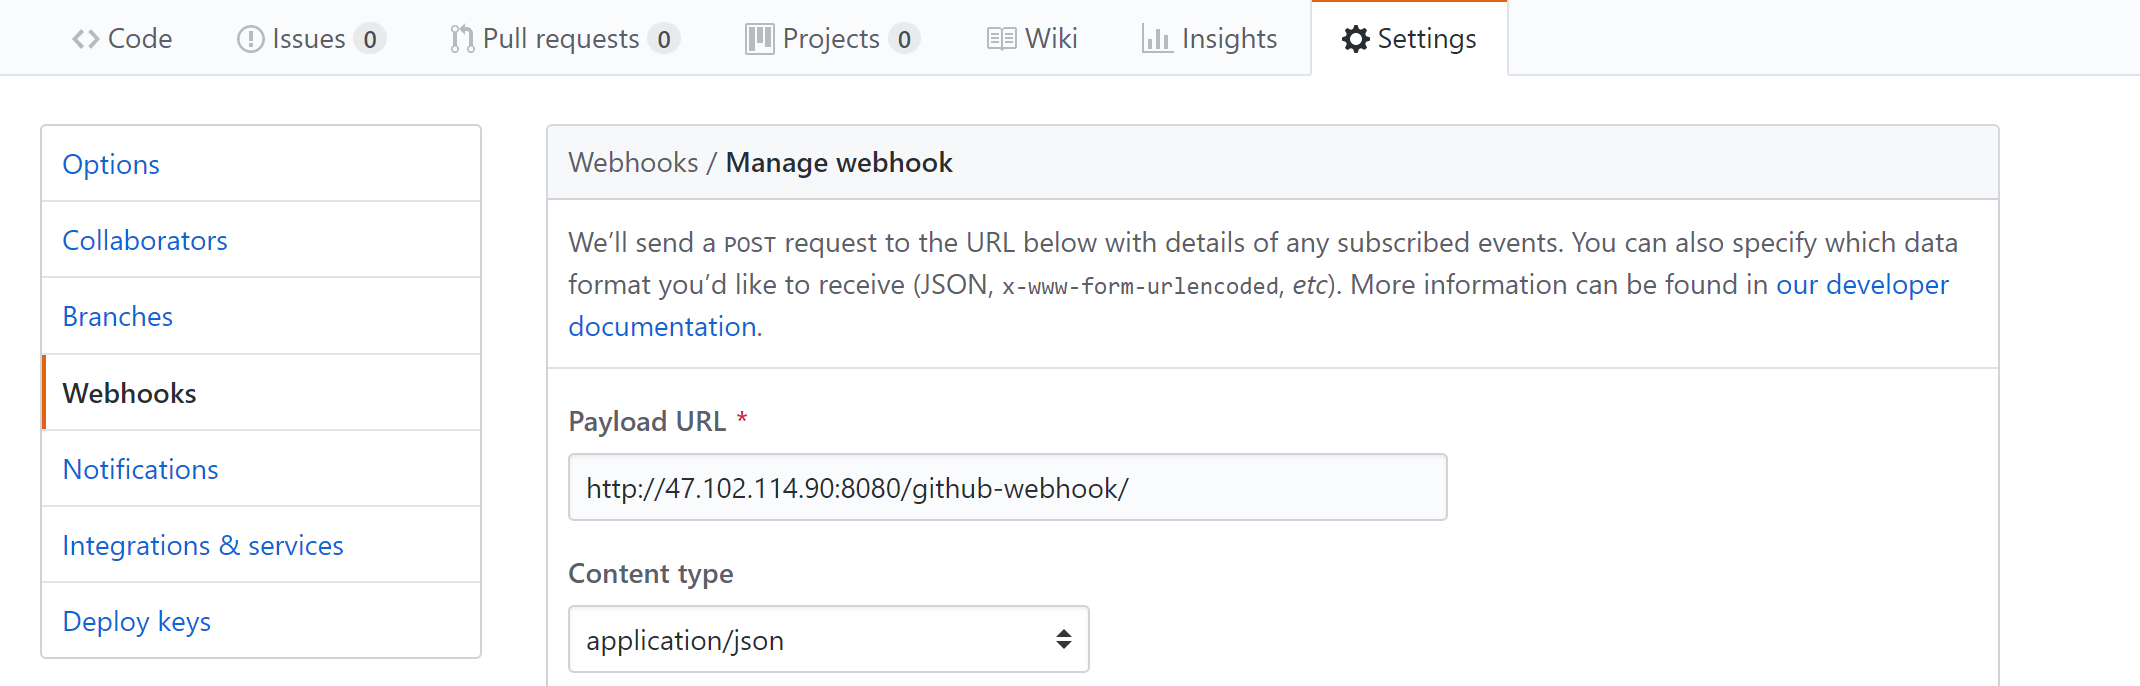 Code Issues 0 Pull requests 0 Projects 0 Wiki Insights Settings
Options
Collaborators
Branches
Webhooks
Notifications
Integrations & services
Deploy keys
Webhooks / Manage webhook
We’ll send a POST request to the URL below with details of any subscribed events. You can also specify which data
format you’d like to receive (JSON, x-www-form-urlencoded, etc). More information can be found in our developer
documentation.
Payload URL *
http://47.102.114.90:8080/github-webhook/
Content type
application/json